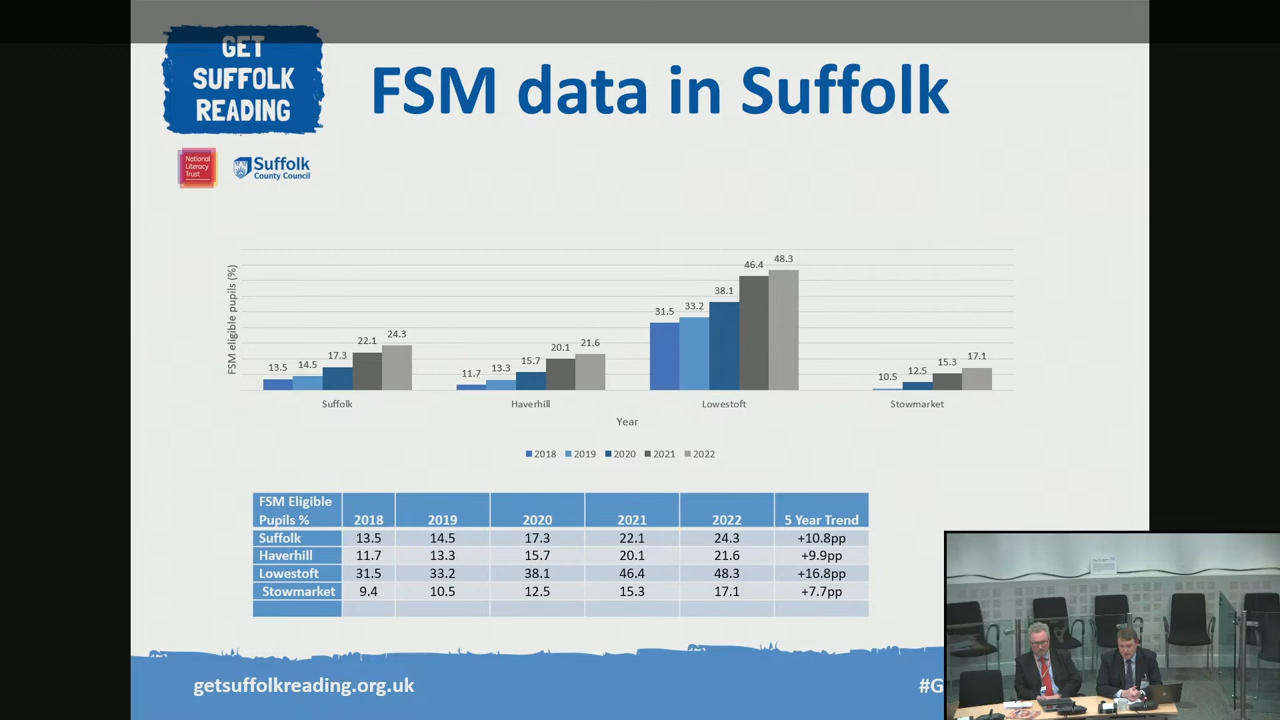 GET
SUFFOLK
READING
FSM data in Suffolk
National
Literacy
Trust
Suffolk
County Council
FSM eligible pupils (%)
13.5 14.5 17.3 22.1 24.3
11.7 13.3 15.7 20.1 21.6
31.5 33.2 38.1 46.4 48.3
10.5 12.5 15.3 17.1
Suffolk Haverhill Lowestoft Stowmarket
Year
2018 2019 2020 2021 2022
FSM Eligible
Pupils % 2018 2019 2020 2021 2022 5 Year Trend
Suffolk 13.5 14.5 17.3 22.1 24.3 +10.8pp
Haverhill 11.7 13.3 15.7 20.1 21.6 +9.9pp
Lowestoft 31.5 33.2 38.1 46.4 48.3 +16.8pp
Stowmarket 9.4 10.5 12.5 15.3 17.1 +7.7pp
getsuffolkreading.org.uk
#G